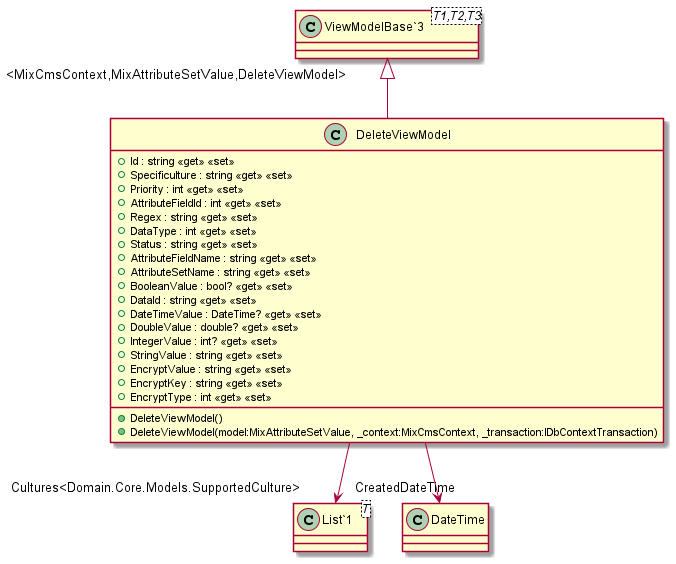 C ViewModelBase`3 T1,T2,T3
<MixCmsContext,MixAttributeSetValue,DeleteViewModel>
C DeleteViewModel
Id : string «get» «set»
Specificulture : string «get» «set»
Priority : int «get» «set»
AttributeFieldId : int «get» «set»
Regex : string «get» «set»
DataType : int «get» «set»
Status : string «get» «set»
AttributeFieldName : string «get» «set»
AttributeSetName : string «get» «set»
BooleanValue : bool? «get» «set»
DataId : string «get» «set»
DateTimeValue : DateTime? «get» «set»
DoubleValue : double? «get» «set»
IntegerValue : int? «get» «set»
StringValue : string «get» «set»
EncryptValue : string «get» «set»
EncryptKey : string «get» «set»
EncryptType : int «get» «set»
DeleteViewModel()
DeleteViewModel(model:MixAttributeSetValue, _context:MixCmsContext, _transaction:IDbContextTransaction)
Cultures<Domain.Core.Models.SupportedCulture>
CreatedDateTime
C List`1 T
C DateTime